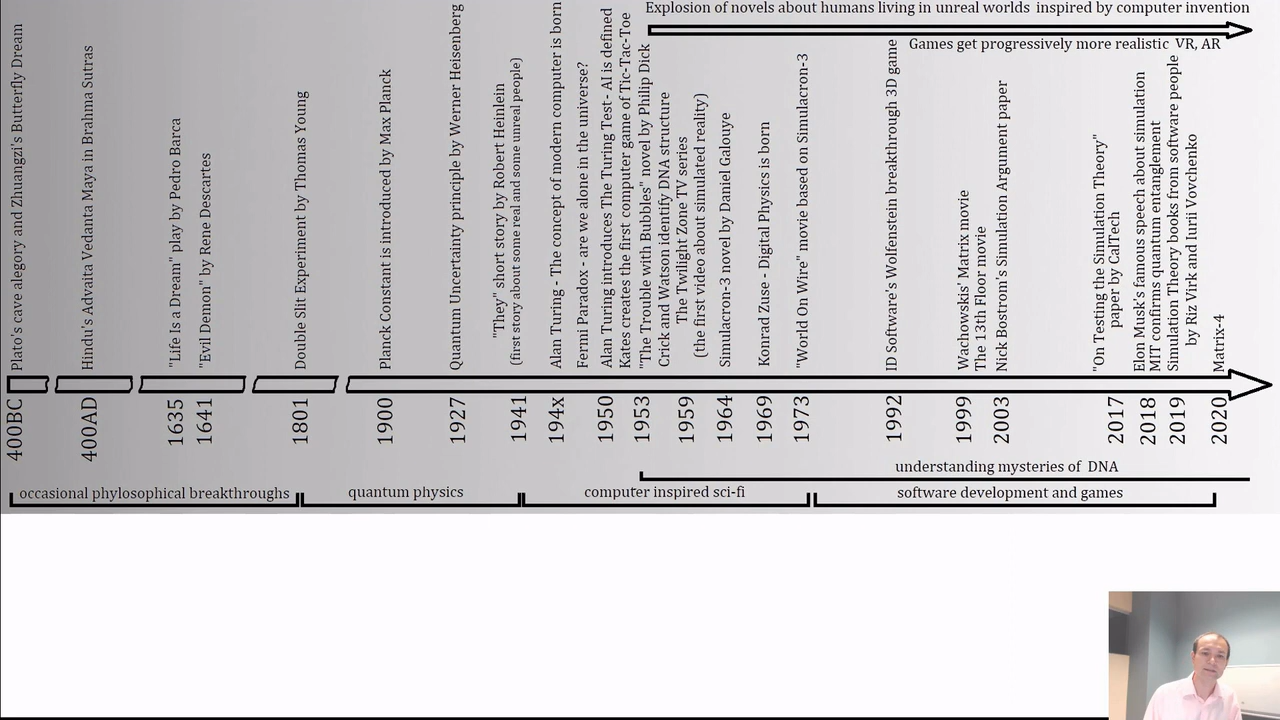 Explosion of novels about humans living in unreal worlds inspired by computer invention
Games get progressively more realistic VR, AR
Plato's cave alegory and Zhuangzi's Butterfly Dream
Hindu's Advaita Vedanta Maya in Brahma Sutras
"Life Is a Dream" play by Pedro Barca
"Evil Demon" by Rene Descartes
Double Slit Experiment by Thomas Young
Planck Constant is introduced by Max Planck
Quantum Uncertainty principle by Werner Heisenberg
"They" short story by Robert Heinlein
(first story about some real and some unreal people)
Alan Turing - The concept of modern computer is born
Fermi Paradox - are we alone in the universe?
Alan Turing introduces The Turing Test - AI is defined
Kates creates the first computer game of Tic-Tac-Toe
"The Trouble with Bubbles" novel by Philip Dick
Crick and Watson identify DNA structure
The Twilight Zone TV series
(the first video about simulated reality)
Simulacron-3 novel by Daniel Galouye
Konrad Zuse - Digital Physics is born
"World On Wire" movie based on Simulacron-3
ID Software's Wolfenstein breakthrough 3D game
Wachowskis' Matrix movie
The 13th Floor movie
Nick Bostrom's Simulation Argument paper
"On Testing the Simulation Theory"
paper by CalTech
Elon Musk's famous speech about simulation
MIT confirms quantum entanglement
Simulation Theory books from software people
by Riz Virk and Iurii Vovchenko
Matrix-4
400BC
400AD
1635
1641
1801
1900
1927
1941
194x
1950
1953
1959
1964
1969
1973
1992
1999
2003
2017
2018
2019
2020
understanding mysteries of DNA
occasional phylosophical breakthroughs
quantum physics
computer inspired sci-fi
software development and games